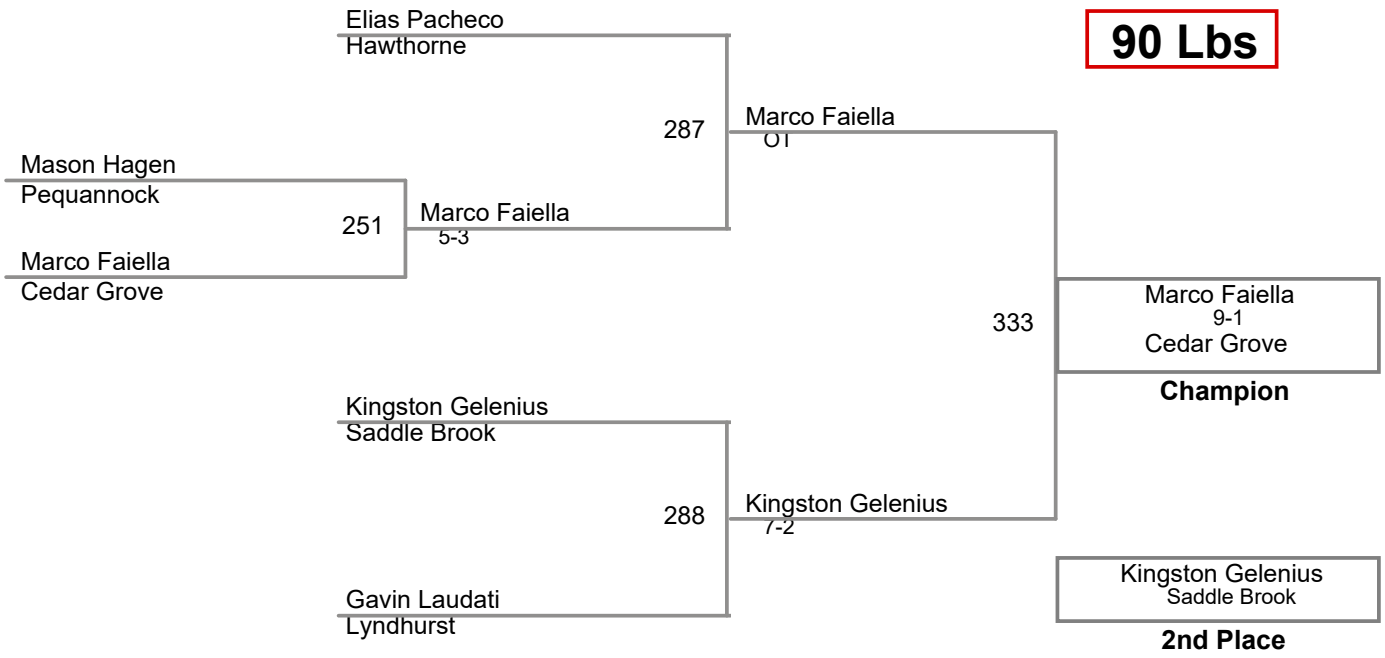 Elias Pacheco
Hawthorne
90 Lbs
287
Marco Faiella
OT
Mason Hagen
Pequannock
251
Marco Faiella
5-3
Marco Faiella
Cedar Grove
333
Marco Faiella
9-1
Cedar Grove
Champion
Kingston Gelenius
Saddle Brook
288
Kingston Gelenius
7-2
Gavin Laudati
Lyndhurst
Kingston Gelenius
Saddle Brook
2nd Place